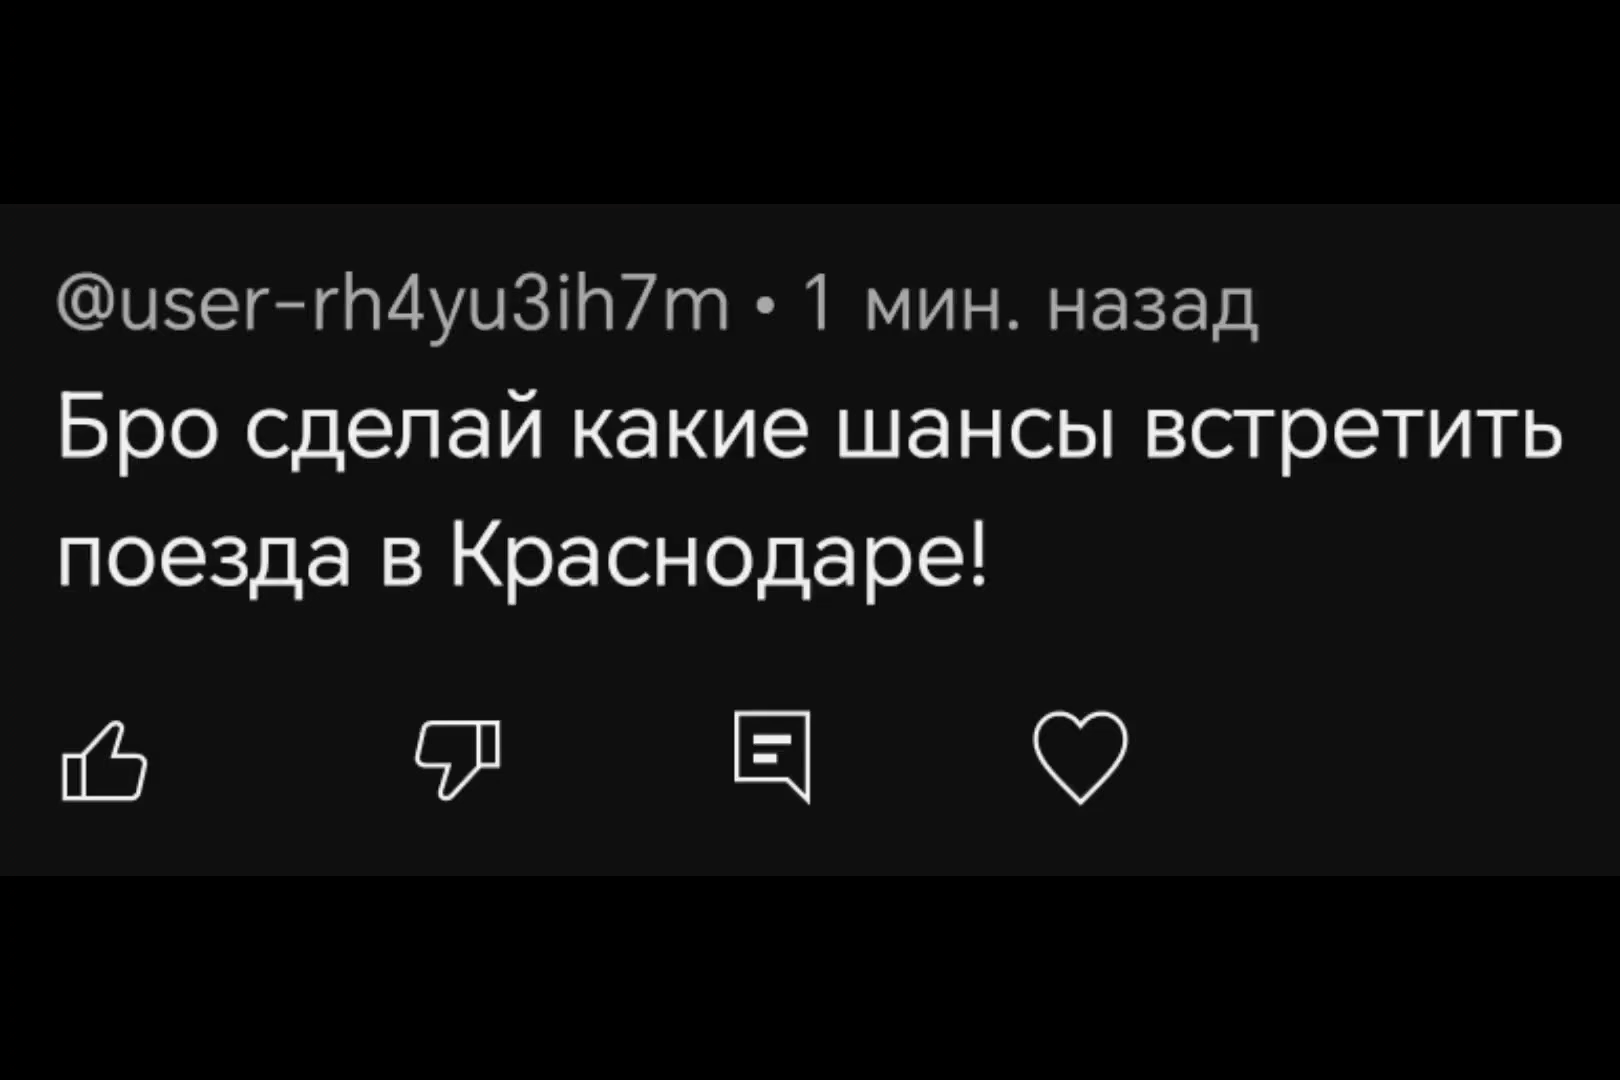 @user-rh4yu3ih7m • 1 мин. назад
Бро сделай какие шансы встретить
поезда в Краснодаре!